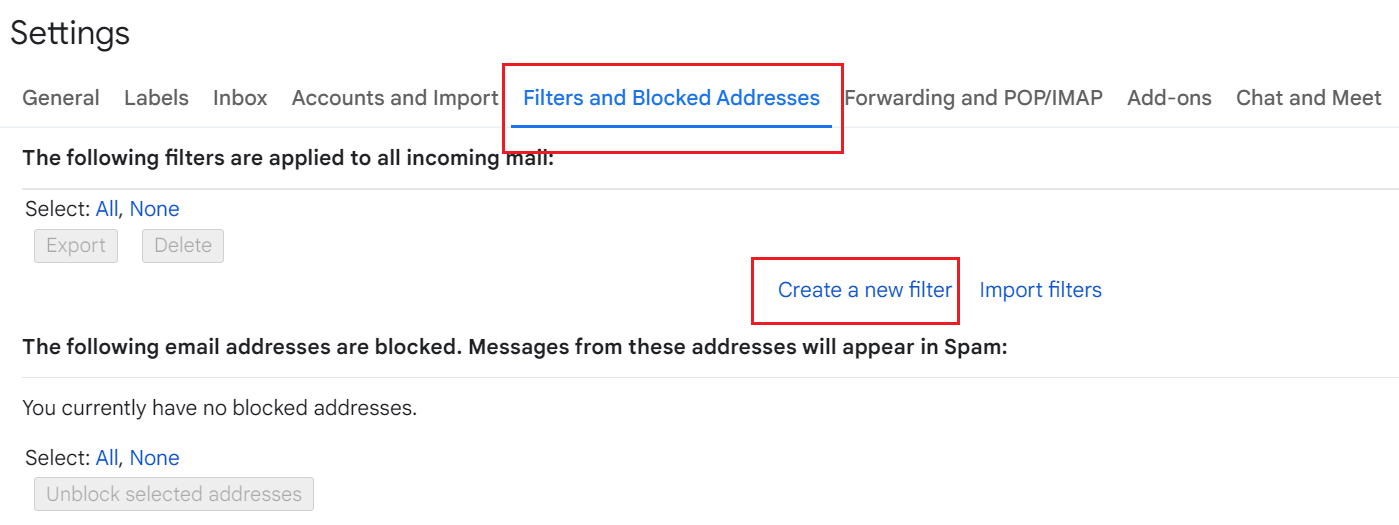 Settings
General Labels Inbox Accounts and Import Filters and Blocked Addresses Forwarding and POP/IMAP Add-ons Chat and Meet
The following filters are applied to all incoming mail:
Select: All, None
Export Delete
Create a new filter Import filters
The following email addresses are blocked. Messages from these addresses will appear in Spam:
You currently have no blocked addresses.
Select: All, None
Unblock selected addresses